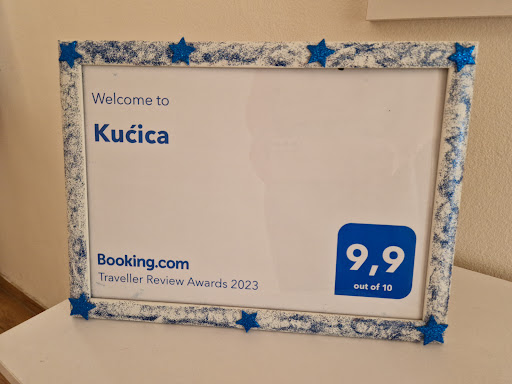 Welcome to
Kućica
Booking.com
Traveller Review Awards 2023
9,9
out of 10